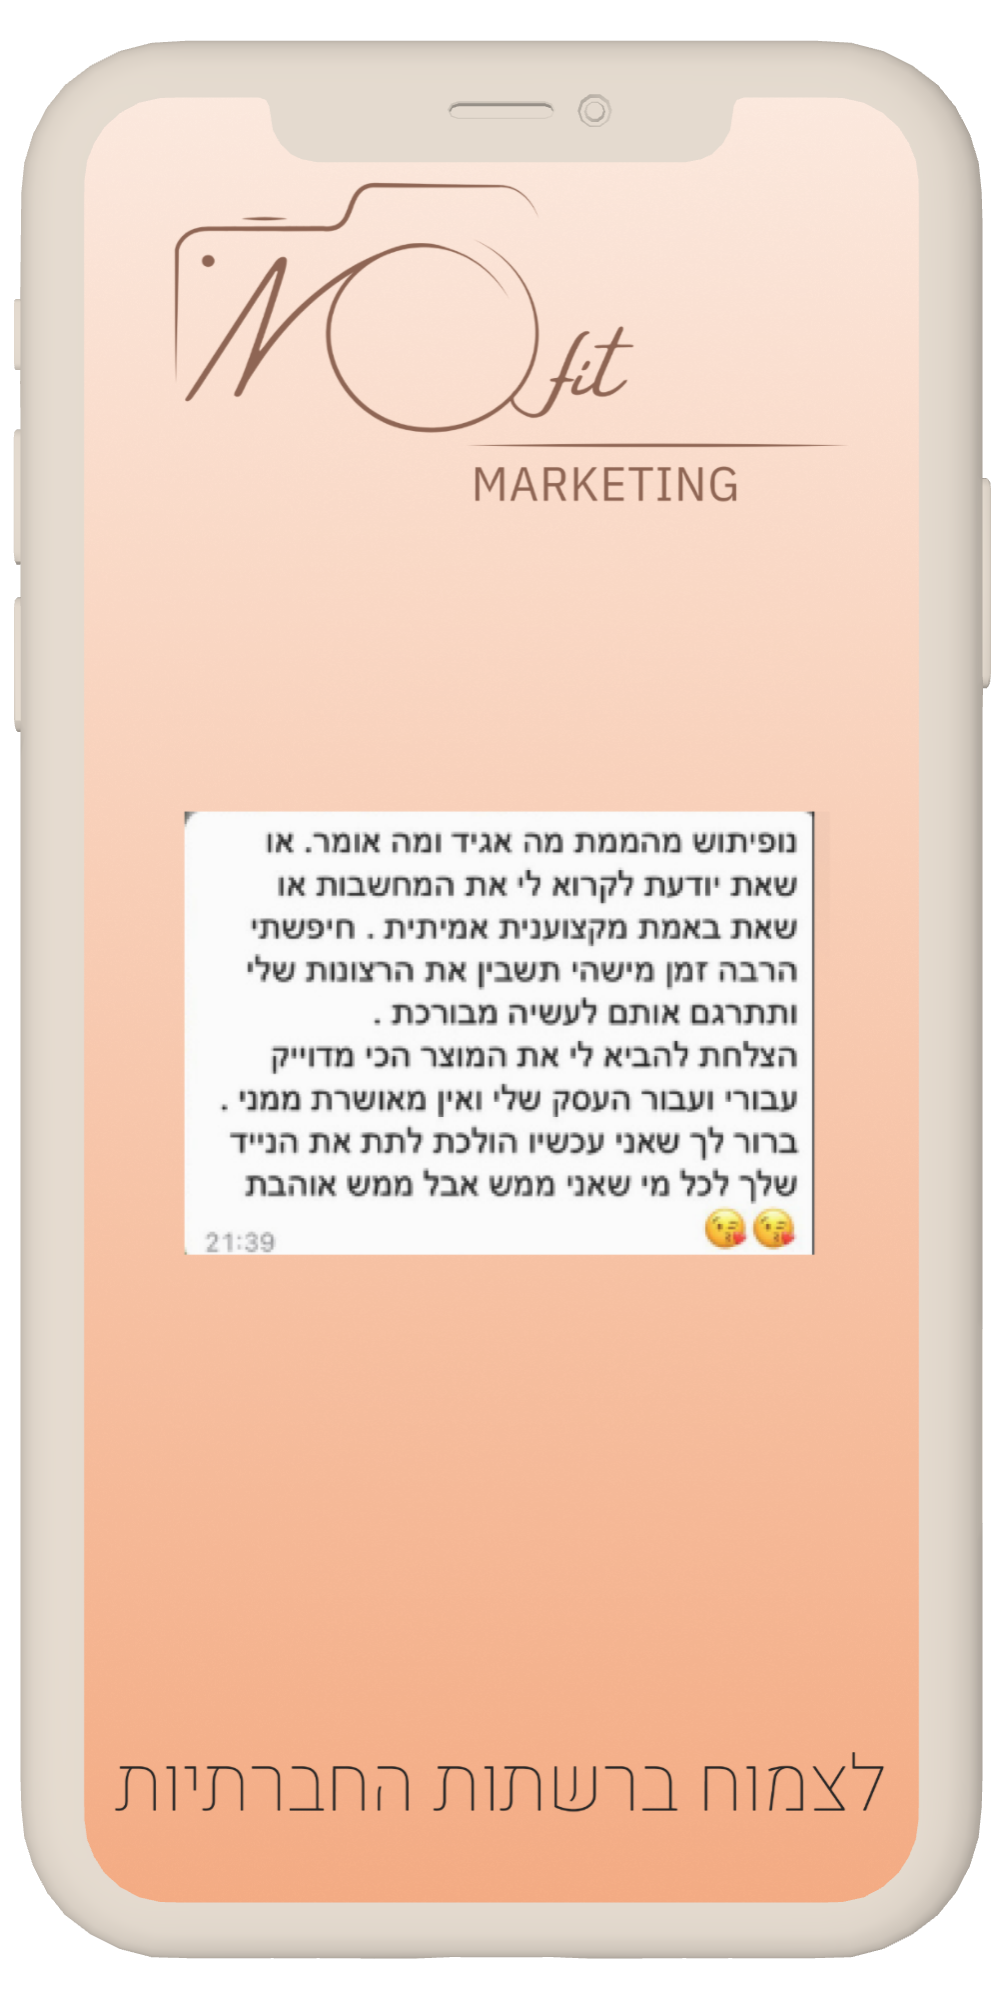 NOfit
MARKETING
נופיתוש מהממת מה אגיד ומה אומר. או
שאת יודעת לקרוא לי את המחשבות או
שאת באמת מקצוענית אמיתית . חיפשתי
הרבה זמן מישהי תשבין את הרצונות שלי
ותתרגם אותם לעשיה מבורכת .
הצלחת להביא לי את המוצר הכי מדוייק
עבורי ועבור העסק שלי ואין מאושרת ממני .
ברור לך שאני עכשיו הולכת לתת את הנייד
שלך לכל מי שאני ממש אבל ממש אוהבת
😘😘
21:39
לצמוח ברשתות החברתיות